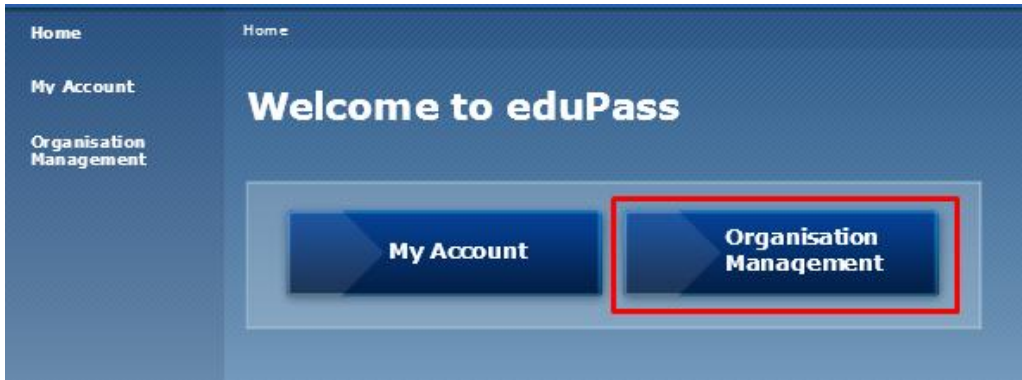 Home
My Account
Organisation
Management
Home
Welcome to eduPass
My Account
Organisation
Management